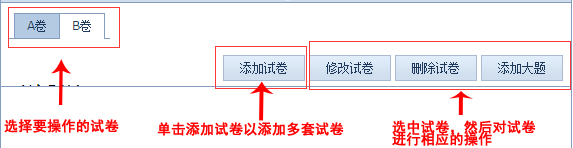 A卷 B卷
添加试卷 修改试卷 删除试卷 添加大题
选择要操作的试卷
单击添加试卷以添加多套试卷
选中试卷，然后对试卷
进行相应的操作